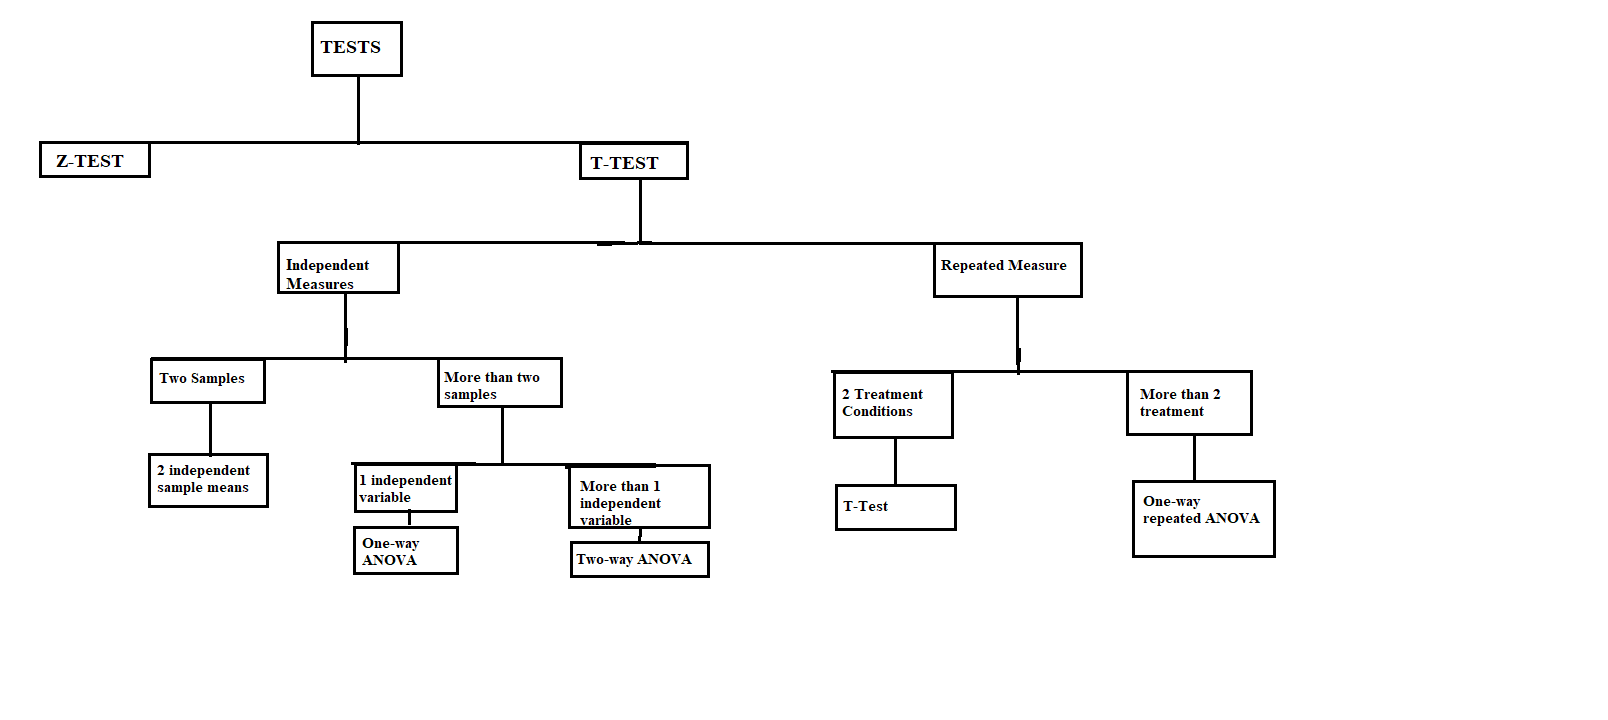 TESTS
Z-TEST
T-TEST
Independent
Measures
Repeated Measure
Two Samples
More than two
samples
2 Treatment
Conditions
More than 2
treatment
2 independent
sample means
1 independent
variable
More than 1
independent
variable
T-Test
One-way
repeated ANOVA
One-way
ANOVA
Two-way ANOVA